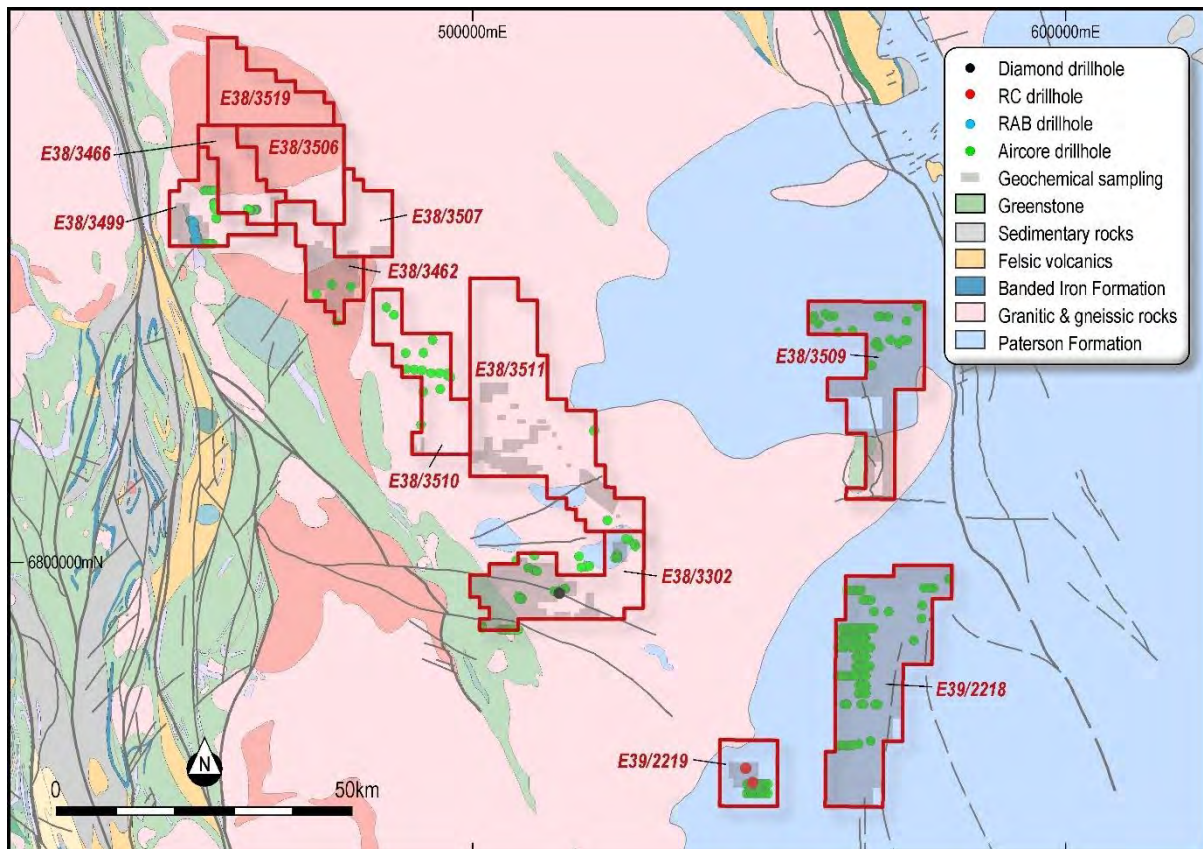 500000mE
600000mE
Diamond drillhole
RC drillhole
RAB drillhole
Aircore drillhole
Geochemical sampling
Greenstone
Sedimentary rocks
Felsic volcanics
Banded Iron Formation
Granitic & gneissic rocks
Paterson Formation
E38/3519
E38/3466
E38/3506
E38/3499
E38/3507
E38/3462
E38/3509
E38/3511
E38/3510
6800000mN
E38/3302
E39/2218
E39/2219
N
0
50km